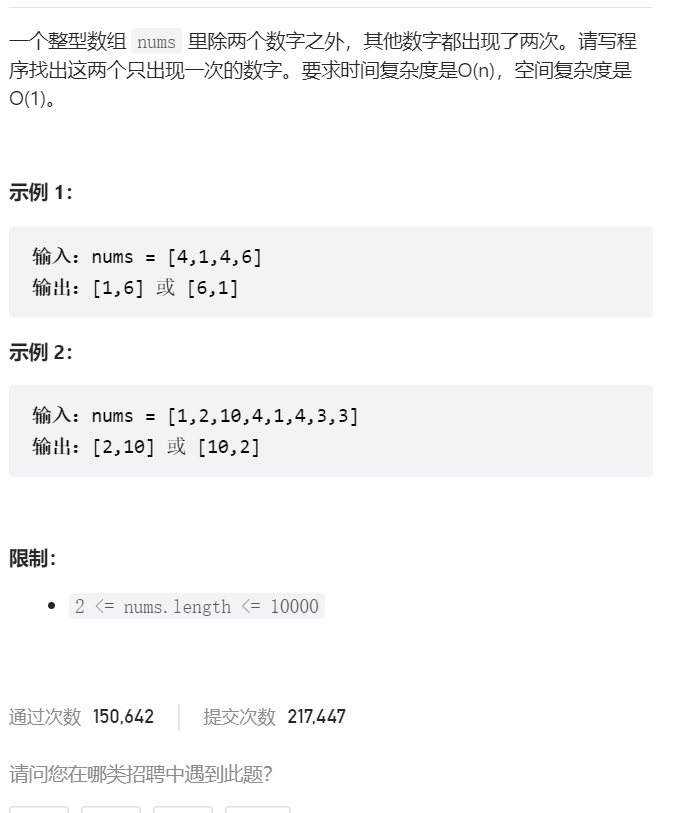 一个整型数组 nums 里除两个数字之外，其他数字都出现了两次。请写程
序找出这两个只出现一次的数字。要求时间复杂度是O(n)，空间复杂度是
O(1)。
示例 1：
输入：nums = [4,1,4,6]
输出：[1,6] 或 [6,1]
示例 2：
输入：nums = [1,2,10,4,1,4,3,3]
输出：[2,10] 或 [10,2]
限制：
2 <= nums.length <= 10000
通过次数 150,642 提交次数 217,447
请问您在哪类招聘中遇到此题？